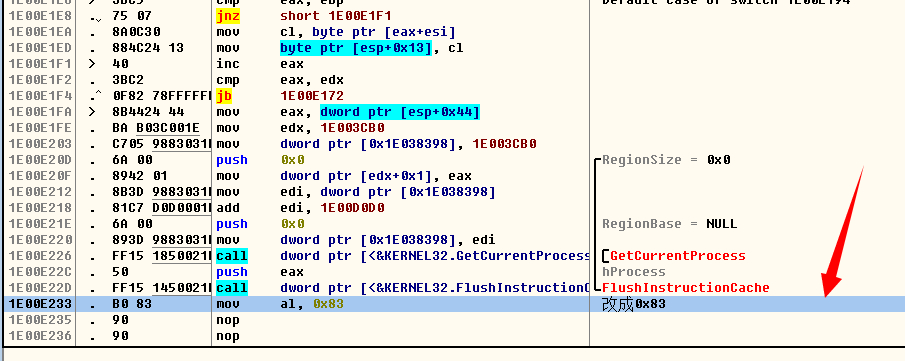 1E00E1E6 . 3BC5 cmp eax, ebp Default case of switch 1E00E194
1E00E1E8 .ˬ 75 07 jnz short 1E00E1F1
1E00E1EA . 8A0C30 mov cl, byte ptr [eax+esi]
1E00E1ED . 884C24 13 mov byte ptr [esp+0x13], cl
1E00E1F1 > 40 inc eax
1E00E1F2 . 3BC2 cmp eax, edx
1E00E1F4 .^ 0F82 78FFFFFF jb 1E00E172
1E00E1FA > 8B4424 44 mov eax, dword ptr [esp+0x44]
1E00E1FE . BA B03C001E mov edx, 1E003CB0
1E00E203 . C705 9883031E mov dword ptr [0x1E038398], 1E003CB0
1E00E20D . 6A 00 push 0x0 RegionSize = 0x0
1E00E20F . 8942 01 mov dword ptr [edx+0x1], eax
1E00E212 . 8B3D 9883031E mov edi, dword ptr [0x1E038398]
1E00E218 . 81C7 D0D0001E add edi, 1E00D0D0
1E00E21E . 6A 00 push 0x0 RegionBase = NULL
1E00E220 . 893D 9883031E mov dword ptr [0x1E038398], edi
1E00E226 . FF15 1850021E call dword ptr [<&KERNEL32.GetCurrentProcess GetCurrentProcess
1E00E22C . 50 push eax hProcess
1E00E22D . FF15 1450021E call dword ptr [<&KERNEL32.FlushInstructionC FlushInstructionCache
1E00E233 . B0 83 mov al, 0x83 改成0x83
1E00E235 . 90 nop
1E00E236 . 90 nop